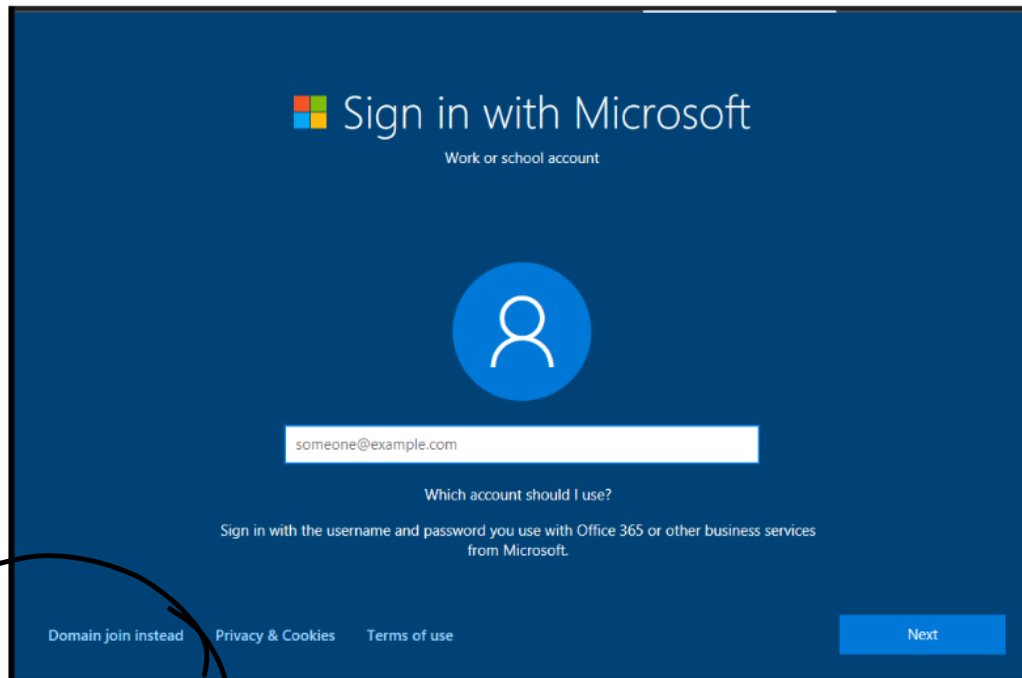 Sign in with Microsoft
Work or school account
someone@example.com
Which account should I use?
Sign in with the username and password you use with Office 365 or other business services
from Microsoft.
Domain join instead Privacy & Cookies Terms of use Next